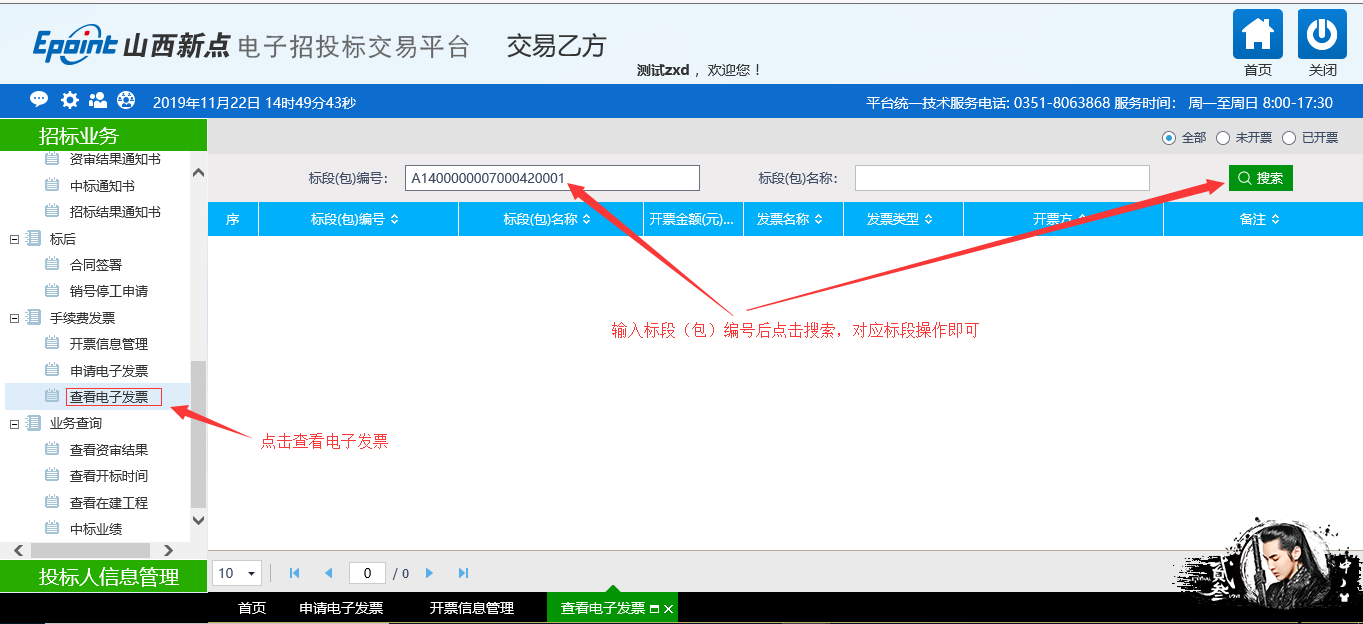 Epoint 山西新点 电子招投标交易平台 交易乙方
测试zxd ，欢迎您！
首页 关闭
2019年11月22日 14时49分43秒
平台统一技术服务电话: 0351-8063868 服务时间： 周一至周日 8:00-17:30
招标业务
全部 未开票 已开票
资审结果通知书
中标通知书
招标结果通知书
标后
合同签署
销号停工申请
手续费发票
开票信息管理
申请电子发票
查看电子发票
业务查询
查看资审结果
查看开标时间
查看在建工程
中标业绩
投标人信息管理
标段(包)编号: A1400000007000420001 标段(包)名称: 搜索
序 标段(包)编号 标段(包)名称 开票金额(元)... 发票名称 发票类型 开票方 备注
输入标段（包）编号后点击搜索，对应标段操作即可
点击查看电子发票
10 0 / 0
贰叁
首页 申请电子发票 开票信息管理 查看电子发票